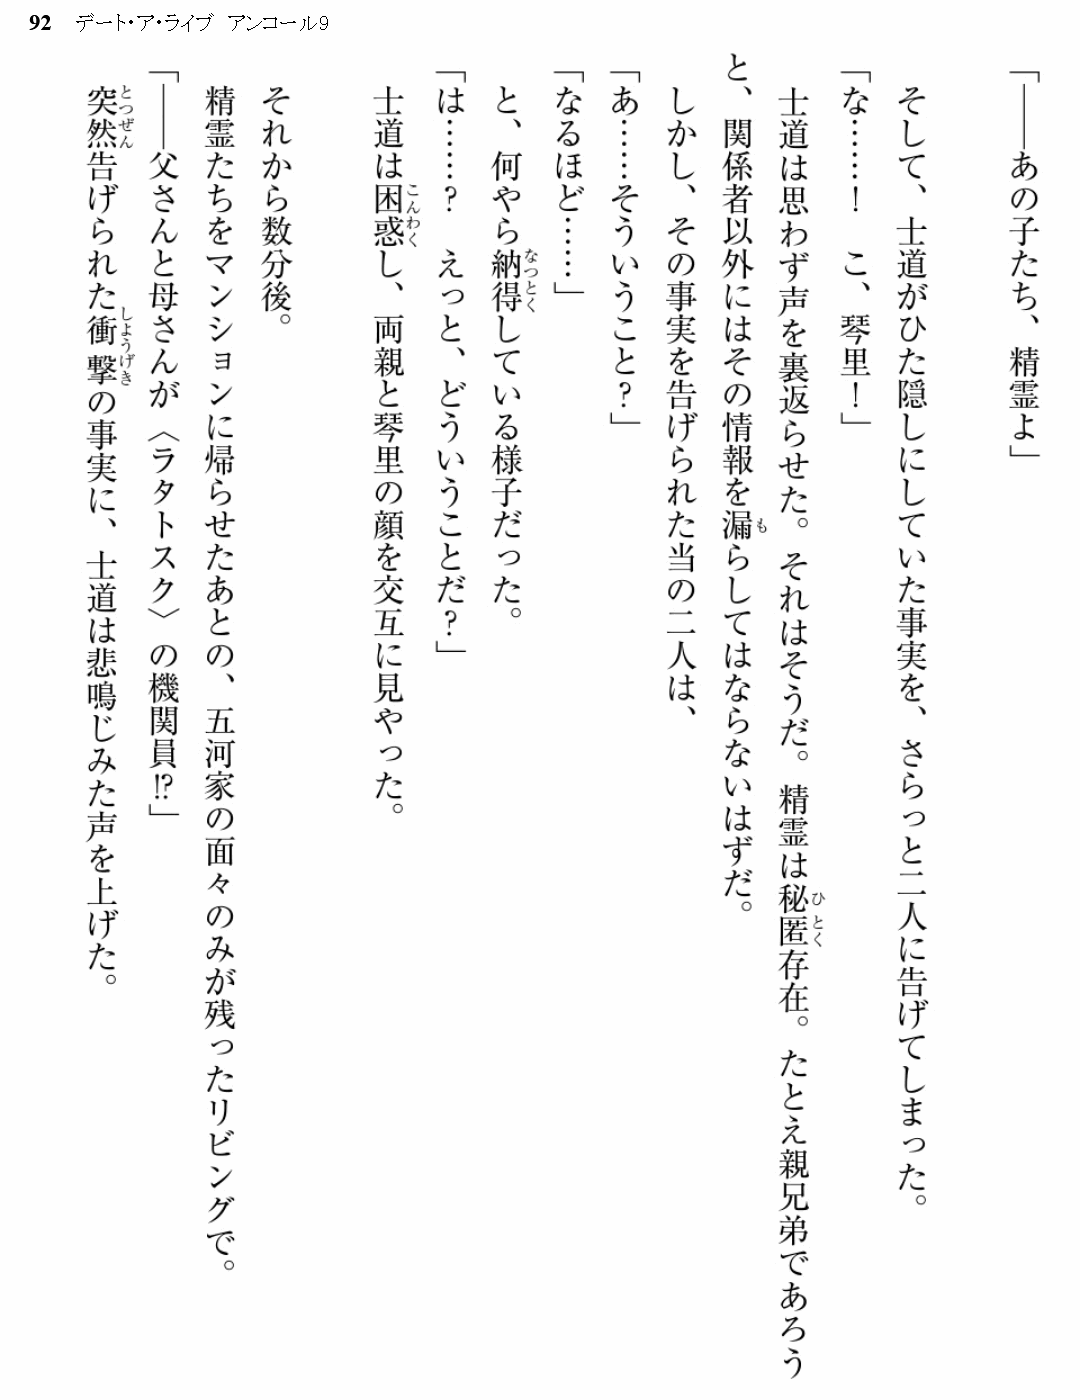 92 デート・ア・ライブ アンコール9
「――あの子たち、精霊よ」
そして、士道がひた隠しにしていた事実を、さらっと二人に告げてしまった。
「な……！　こ、琴里！」
士道は思わず声を裏返らせた。それはそうだ。精霊は秘匿存在。たとえ親兄弟であろう
と、関係者以外にはその情報を漏らしてはならないはずだ。
しかし、その事実を告げられた当の二人は、
「あ……そういうこと？」
「なるほど……」
と、何やら納得している様子だった。
「は……？　えっと、どういうことだ？」
士道は困惑し、両親と琴里の顔を交互に見やった。
それから数分後。
精霊たちをマンションに帰らせたあとの、五河家の面々のみが残ったリビングで。
「――父さんと母さんが〈ラタトスク〉の機関員!?」
突然告げられた衝撃の事実に、士道は悲鳴じみた声を上げた。